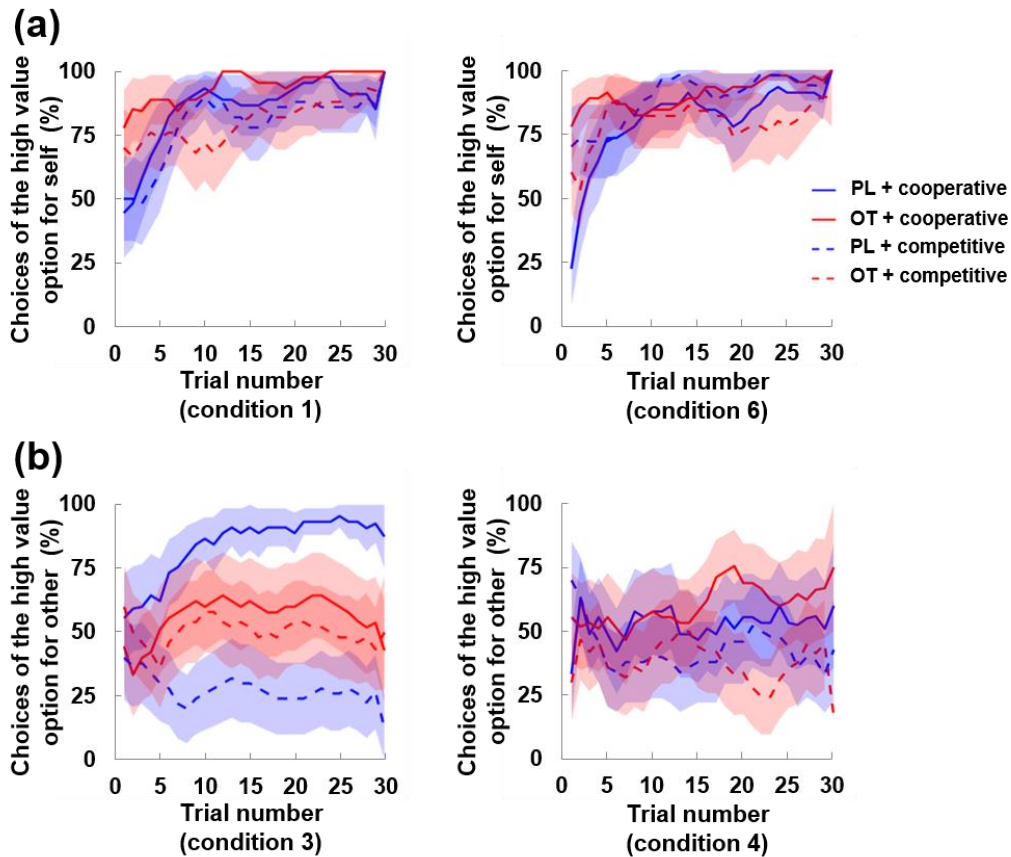 (a)
Choices of the high value
option for self (%)
100
75
50
25
0
0 5 10 15 20 25 30
Trial number
(condition 1)
Choices of the high value
option for self (%)
100
75
50
25
0
0 5 10 15 20 25 30
Trial number
(condition 6)
PL + cooperative
OT + cooperative
PL + competitive
OT + competitive
(b)
Choices of the high value
option for other (%)
100
75
50
25
0
0 5 10 15 20 25 30
Trial number
(condition 3)
Choices of the high value
option for other (%)
100
75
50
25
0
0 5 10 15 20 25 30
Trial number
(condition 4)